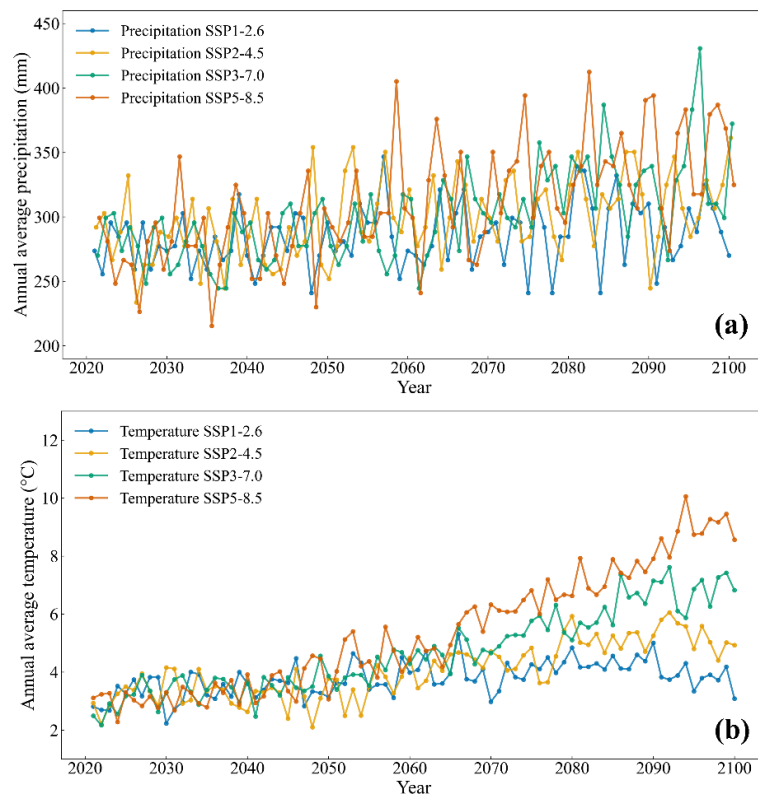 450
400
350
300
250
200
Annual average precipitation (mm)
Precipitation SSP1-2.6
Precipitation SSP2-4.5
Precipitation SSP3-7.0
Precipitation SSP5-8.5
(a)
2020 2030 2040 2050 2060 2070 2080 2090 2100
Year
12
10
8
6
4
2
Annual average temperature (°C)
Temperature SSP1-2.6
Temperature SSP2-4.5
Temperature SSP3-7.0
Temperature SSP5-8.5
(b)
2020 2030 2040 2050 2060 2070 2080 2090 2100
Year